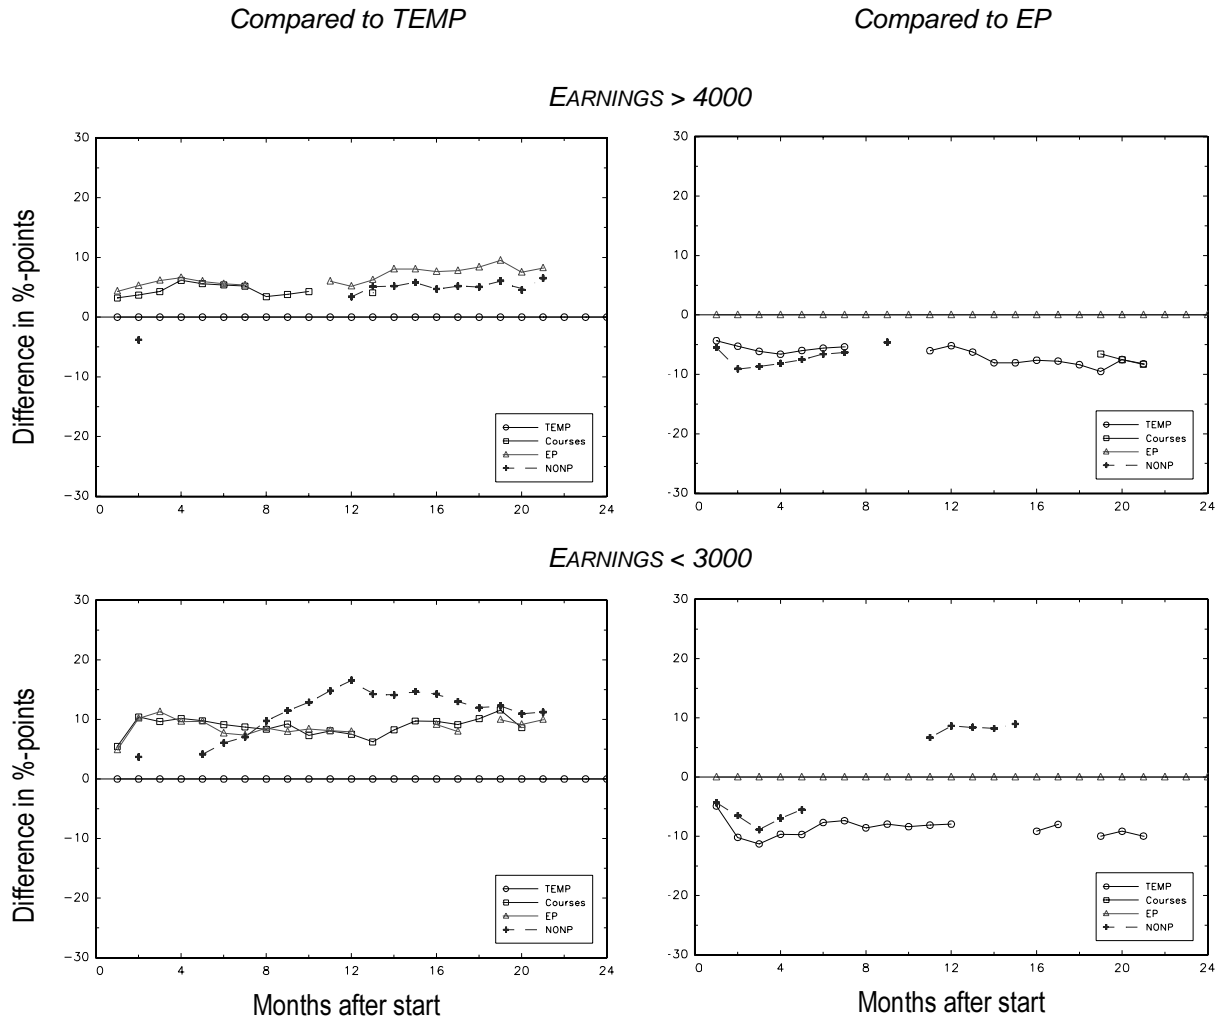 Compared to TEMP
Compared to EP
EARNINGS > 4000
Difference in %-points
30
20
10
0
−10
−20
−30
0 4 8 12 16 20 24
TEMP
Courses
EP
NONP
30
20
10
0
-10
-20
-30
0 4 8 12 16 20 24
TEMP
Courses
EP
NONP
EARNINGS < 3000
Difference in %-points
30
20
10
0
−10
−20
−30
0 4 8 12 16 20 24
TEMP
Courses
EP
NONP
Months after start
30
20
10
0
-10
-20
-30
0 4 8 12 16 20 24
TEMP
Courses
EP
NONP
Months after start